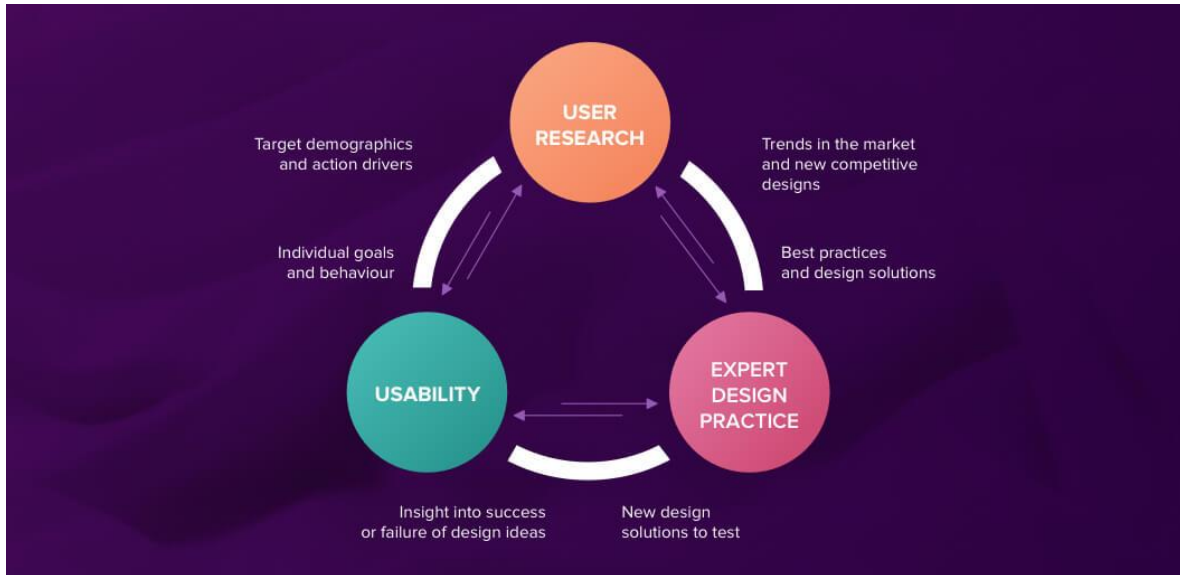 USER
RESEARCH
Target demographics
and action drivers
Trends in the market
and new competitive
designs
Individual goals
and behaviour
Best practices
and design solutions
USABILITY
EXPERT
DESIGN
PRACTICE
Insight into success
or failure of design ideas
New design
solutions to test